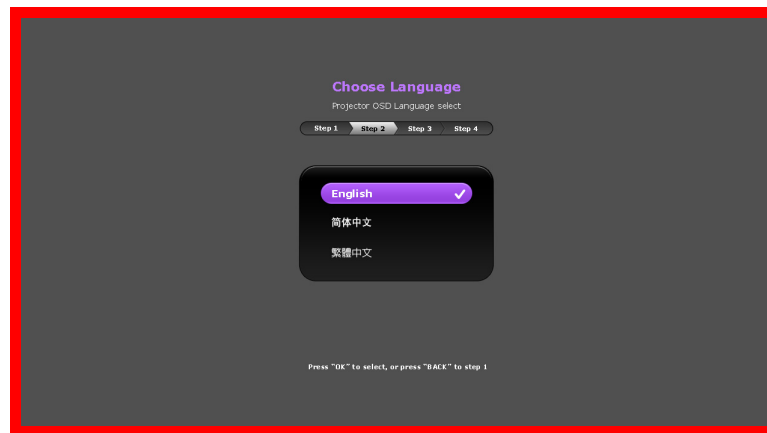 Choose Language
Projector OSD Language select
Step 1 Step 2 Step 3 Step 4
English
简体中文
繁體中文
Press "OK" to select, or press "BACK" to step 1